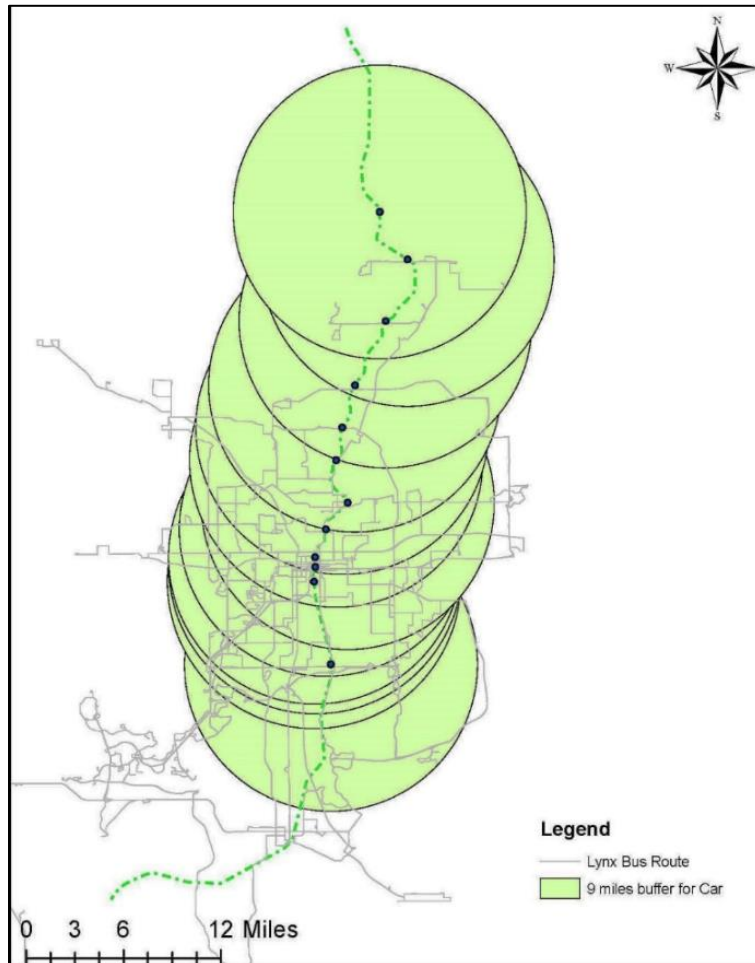 N
W
S
Legend
Lynx Bus Route
9 miles buffer for Car
0 3 6 12 Miles